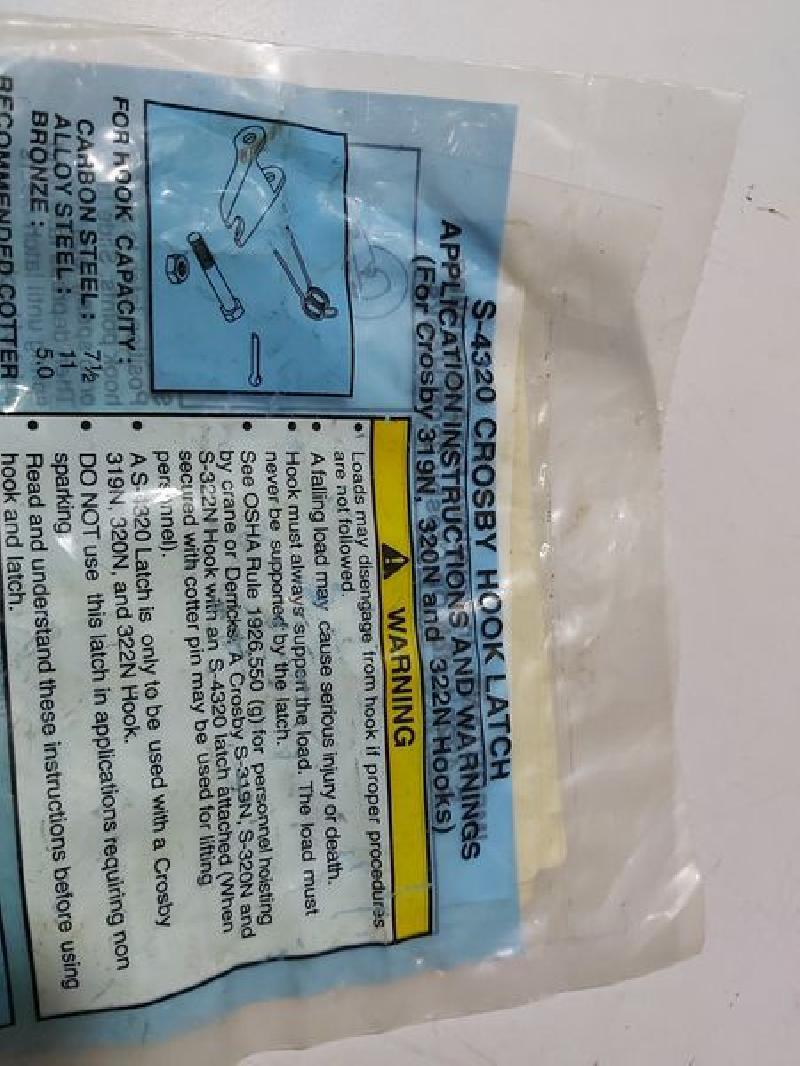 S-4320 CROSBY HOOK LATCH
APPLICATION INSTRUCTIONS AND WARNINGS
(For Crosby 319N, 320N and 322N Hooks)
FOR HOOK CAPACITY:
CARBON STEEL: 7½
ALLOY STEEL: 11
BRONZE: 5.0
RECOMMENDED COTTER
WARNING
• Loads may disengage from hook if proper procedures
are not followed
• A falling load may cause serious injury or death.
• Hook must always support the load. The load must
never be supported by the latch.
• See OSHA Rule 1926.550 (g) for personnel hoisting
by crane or Derricks. A Crosby S-319N, S-320N and
S-322N Hook with an S-4320 latch attached (When
secured with cotter pin may be used for lifting
personnel).
• A S-4320 Latch is only to be used with a Crosby
319N, 320N, and 322N Hook.
• DO NOT use this latch in applications requiring non
sparking
• Read and understand these instructions before using
hook and latch.